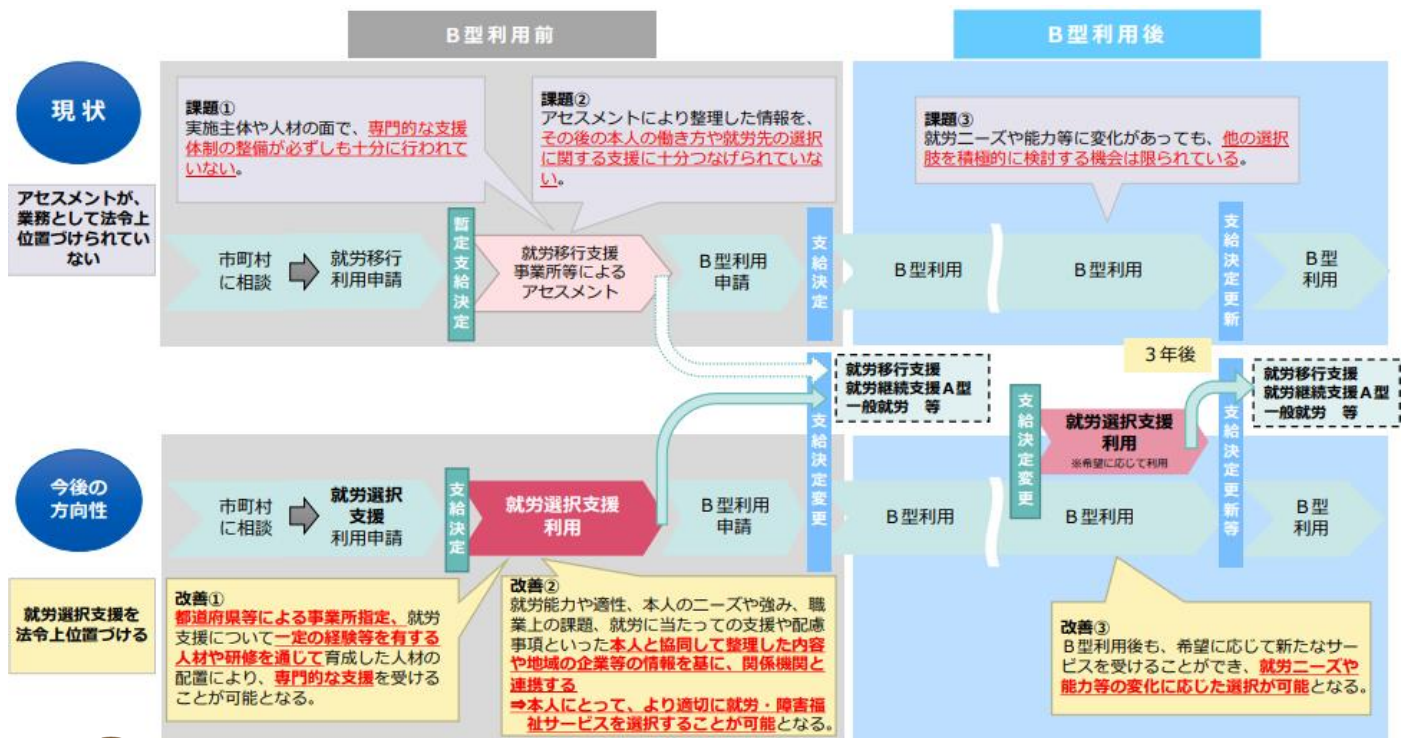 B型利用前
B型利用後
現状
課題①
実施主体や人材の面で、専門的な支援
体制の整備が必ずしも十分に行われて
いない。
課題②
アセスメントにより整理した情報を、
その後の本人の働き方や就労先の選択
に関する支援に十分つなげられていな
い。
課題③
就労ニーズや能力等に変化があっても、他の選択
肢を積極的に検討する機会は限られている。
アセスメントが、
業務として法令上
位置づけられてい
ない
市町村
に相談
就労移行
利用申請
暫定支給決定
就労移行支援
事業所等による
アセスメント
B型利用
申請
支給決定
B型利用
B型利用
支給決定更新
B型
利用
3年後
就労移行支援
就労継続支援A型
一般就労 等
就労移行支援
就労継続支援A型
一般就労 等
今後の
方向性
市町村
に相談
就労選択
支援
利用申請
支給決定
就労選択支援
利用
B型利用
申請
支給決定変更
B型利用
支給決定変更
就労選択支援
利用
※希望に応じて利用
B型利用
支給決定更新等
B型
利用
就労選択支援を
法令上位置づける
改善①
都道府県等による事業所指定、就労
支援について一定の経験等を有する
人材や研修を通じて育成した人材の
配置により、専門的な支援を受ける
ことが可能となる。
改善②
就労能力や適性、本人のニーズや強み、職
業上の課題、就労に当たっての支援や配慮
事項といった本人と協同して整理した内容
や地域の企業等の情報を基に、関係機関と
連携する
⇒本人にとって、より適切に就労・障害福
祉サービスを選択することが可能となる。
改善③
B型利用後も、希望に応じて新たなサー
ビスを受けることができ、就労ニーズや
能力等の変化に応じた選択が可能となる。